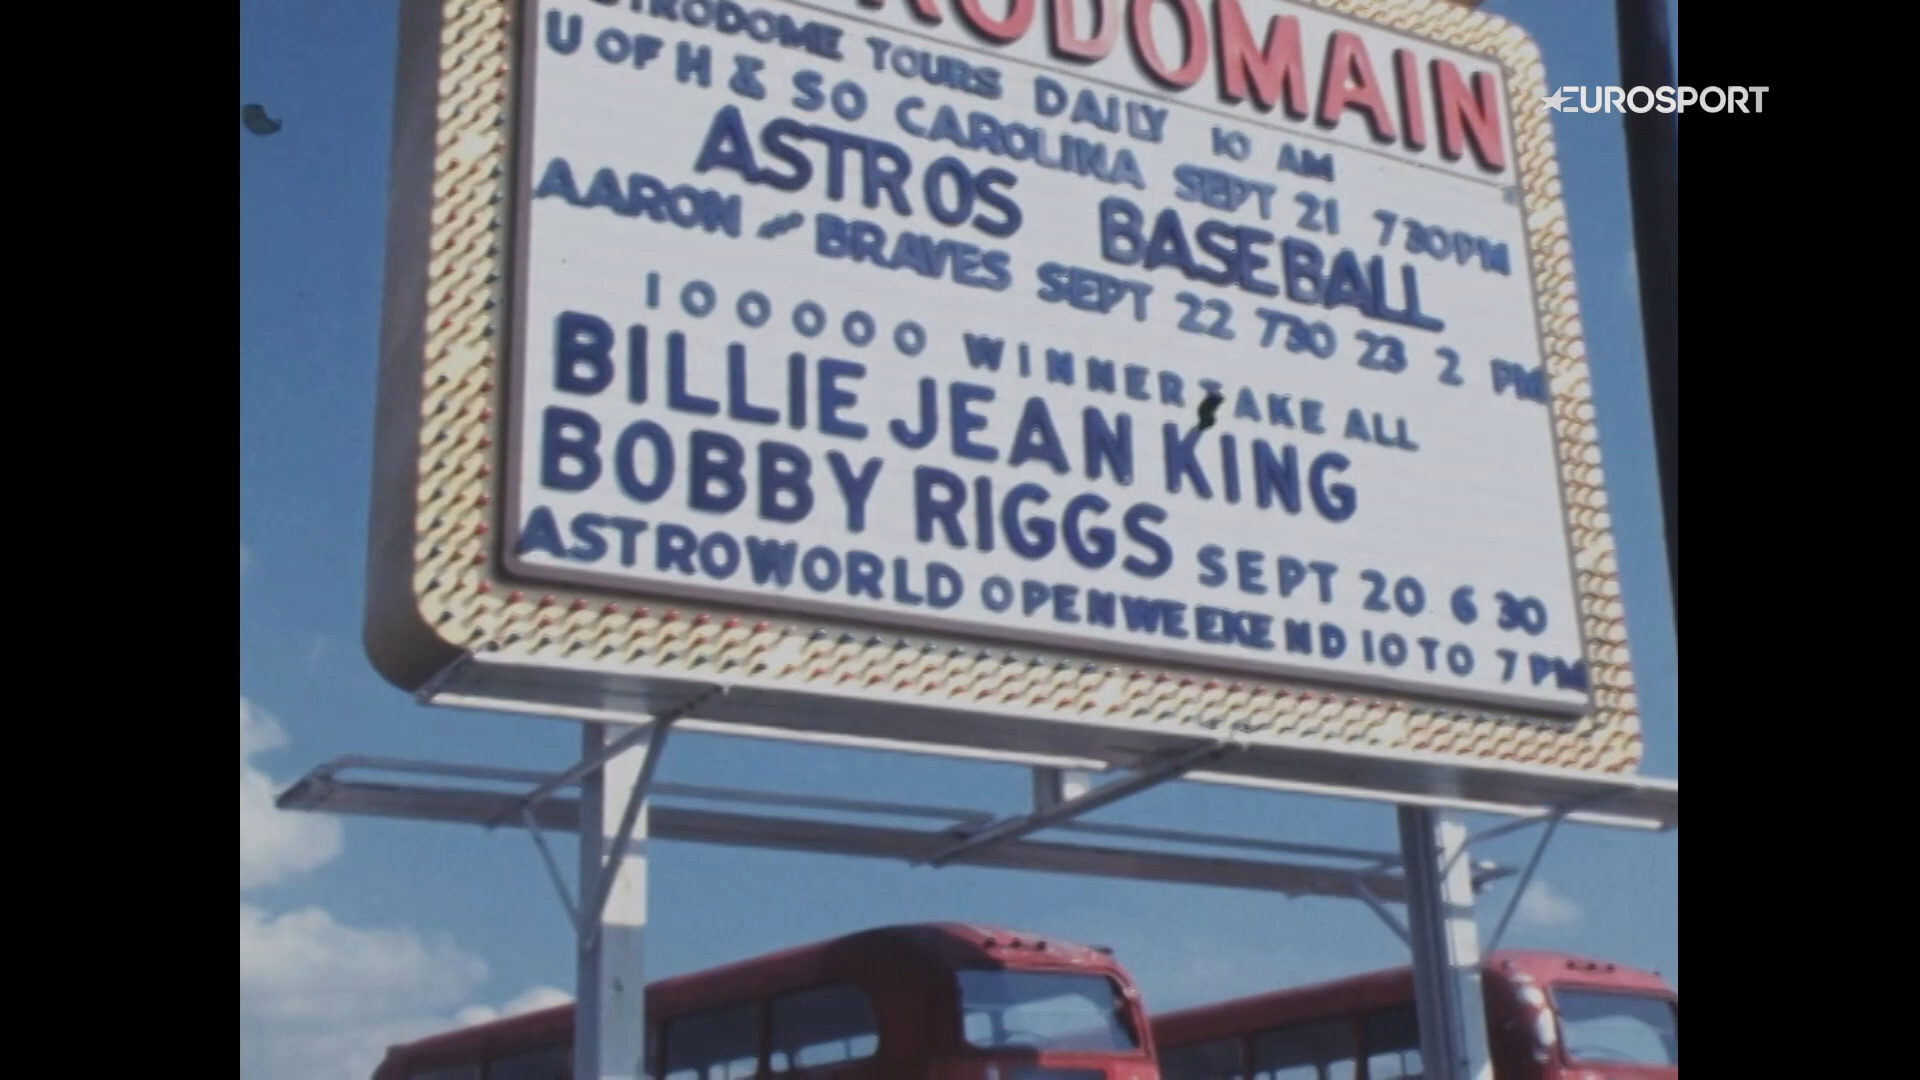 RODOMAIN
EUROSPORT
ASTRODOME TOURS DAILY 10 AM
U OF H & SO CAROLINA SEPT 21 730PM
ASTROS BASEBALL
AARON BRAVES SEPT 22 730 23 2 PM
100000 WINNER TAKE ALL
BILLIE JEAN KING
BOBBY RIGGS SEPT 20 6 30
ASTROWORLD OPEN WEEKEND 10 TO 7 PM